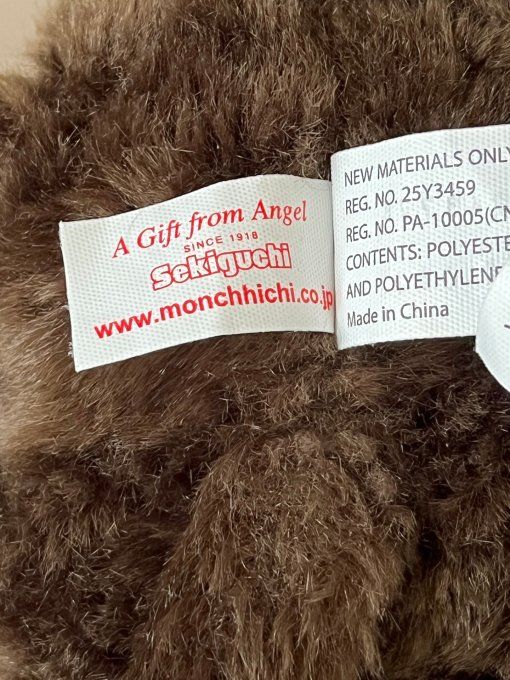 A Gift from Angel
SINCE 1918
Sekiguchi
www.monchhichi.co.jp
NEW MATERIALS ONLY
REG. NO. 25Y3459
REG. NO. PA-10005(CN
CONTENTS: POLYESTE
AND POLYETHYLENE
Made in China